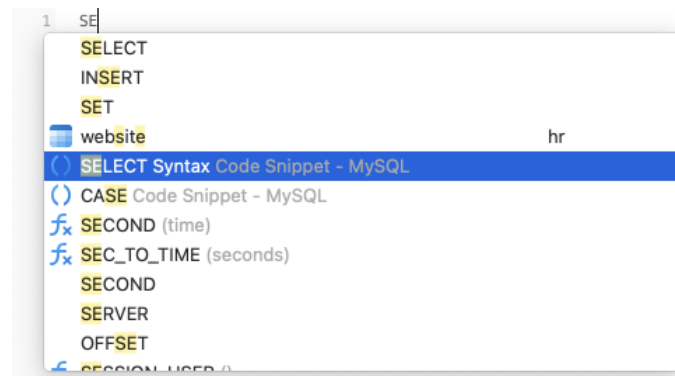 1 SE
SELECT
INSERT
SET
website hr
SELECT Syntax Code Snippet - MySQL
CASE Code Snippet - MySQL
SECOND (time)
SEC_TO_TIME (seconds)
SECOND
SERVER
OFFSET
SESSION_USER ()